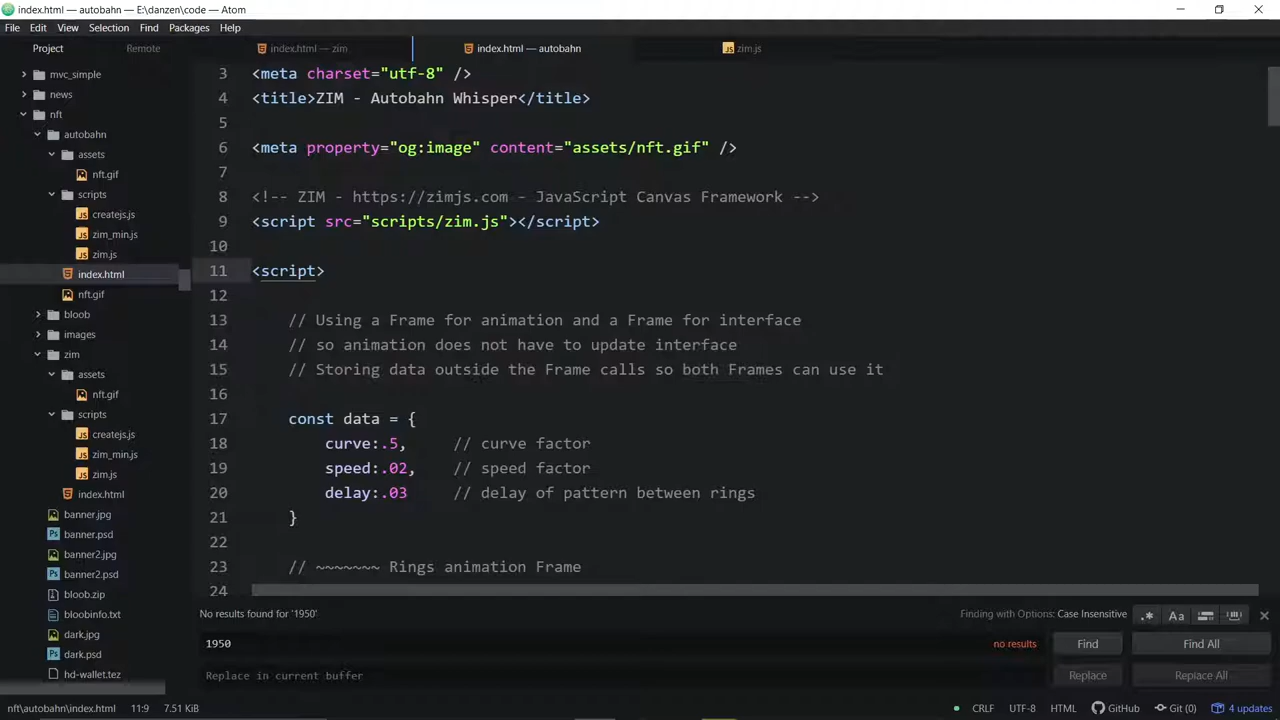 index.html — autobahn — E:\danzen\code — Atom
File Edit View Selection Find Packages Help
Project Remote
index.html — zim
index.html — autobahn
zim.js
mvc_simple
news
nft
autobahn
assets
nft.gif
scripts
createjs.js
zim_min.js
zim.js
index.html
nft.gif
bloob
images
zim
assets
nft.gif
scripts
createjs.js
zim_min.js
zim.js
index.html
banner.jpg
banner.psd
banner2.jpg
banner2.psd
bloob.zip
bloobinfo.txt
dark.jpg
dark.psd
hd-wallet.tez
3 <meta charset="utf-8" />
4 <title>ZIM - Autobahn Whisper</title>
5
6 <meta property="og:image" content="assets/nft.gif" />
7
8 <!-- ZIM - https://zimjs.com - JavaScript Canvas Framework -->
9 <script src="scripts/zim.js"></script>
10
11 <script>
12
13 // Using a Frame for animation and a Frame for interface
14 // so animation does not have to update interface
15 // Storing data outside the Frame calls so both Frames can use it
16
17 const data = {
18 curve:.5, // curve factor
19 speed:.02, // speed factor
20 delay:.03 // delay of pattern between rings
21 }
22
23 // ~~~~~~~ Rings animation Frame
24
No results found for '1950' Finding with Options: Case Insensitive .* Aa
1950 no results Find Find All
Replace in current buffer Replace Replace All
nft\autobahn\index.html 11:9 7.51 KiB CRLF UTF-8 HTML GitHub Git (0) 4 updates